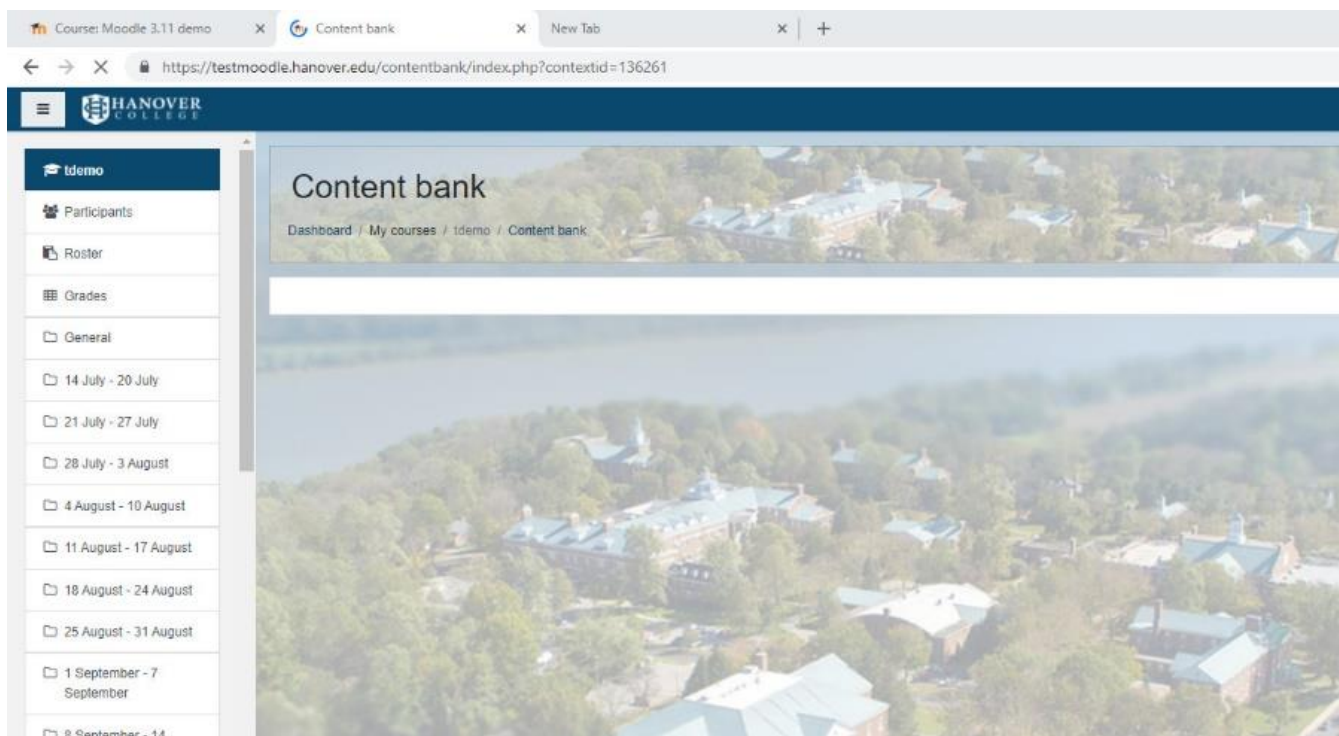 Course: Moodle 3.11 demo
Content bank
New Tab
https://testmoodle.hanover.edu/contentbank/index.php?contextid=136261
HANOVER
COLLEGE
tdemo
Participants
Roster
Grades
General
14 July - 20 July
21 July - 27 July
28 July - 3 August
4 August - 10 August
11 August - 17 August
18 August - 24 August
25 August - 31 August
1 September - 7
September
8 September - 14
Content bank
Dashboard / My courses / tdemo / Content bank